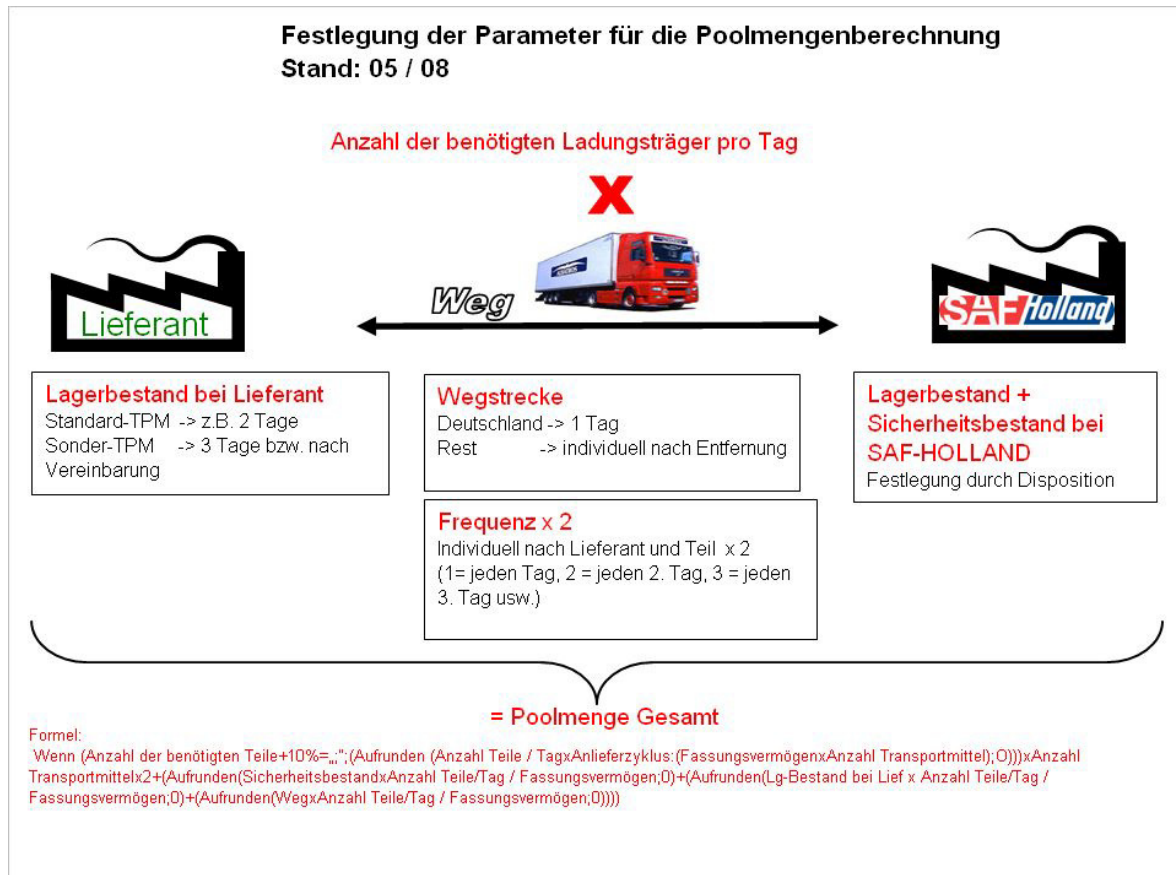 Festlegung der Parameter für die Poolmengenberechnung
Stand: 05 / 08
Anzahl der benötigten Ladungsträger pro Tag
X
Weg
Lieferant
SAF Holland
Lagerbestand bei Lieferant
Standard-TPM -> z.B. 2 Tage
Sonder-TPM -> 3 Tage bzw. nach
Vereinbarung
Wegstrecke
Deutschland -> 1 Tag
Rest -> individuell nach Entfernung
Frequenz x 2
Individuell nach Lieferant und Teil x 2
(1= jeden Tag, 2 = jeden 2. Tag, 3 = jeden
3. Tag usw.)
Lagerbestand +
Sicherheitsbestand bei
SAF-HOLLAND
Festlegung durch Disposition
= Poolmenge Gesamt
Formel:
Wenn (Anzahl der benötigten Teile+10%=„;";(Aufrunden (Anzahl Teile / TagxAnlieferzyklus:(FassungsvermögenxAnzahl Transportmittel);O)))xAnzahl
Transportmittelx2+(Aufrunden(SicherheitsbestandxAnzahl Teile/Tag / Fassungsvermögen;0)+(Aufrunden(Lg-Bestand bei Lief x Anzahl Teile/Tag /
Fassungsvermögen;0)+(Aufrunden(WegxAnzahl Teile/Tag / Fassungsvermögen;0))))